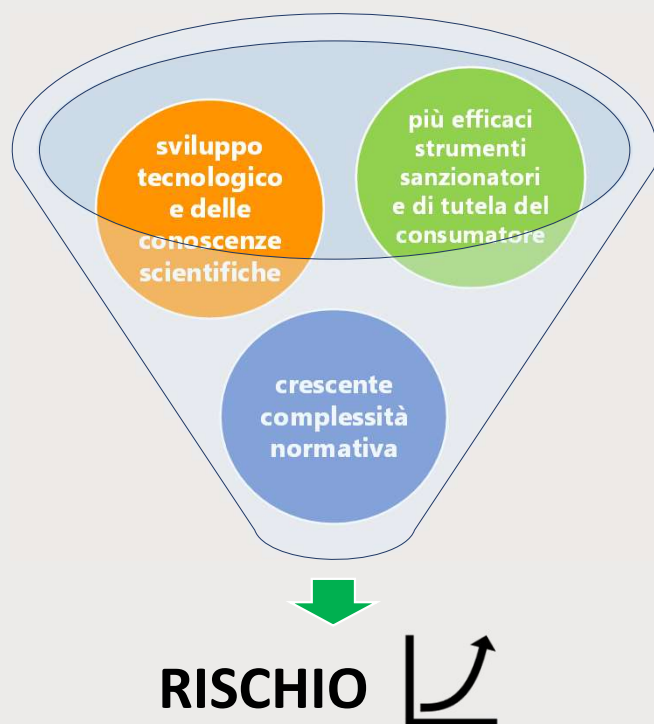 sviluppo
tecnologico
e delle
conoscenze
scientifiche
più efficaci
strumenti
sanzionatori
e di tutela del
consumatore
crescente
complessità
normativa
RISCHIO